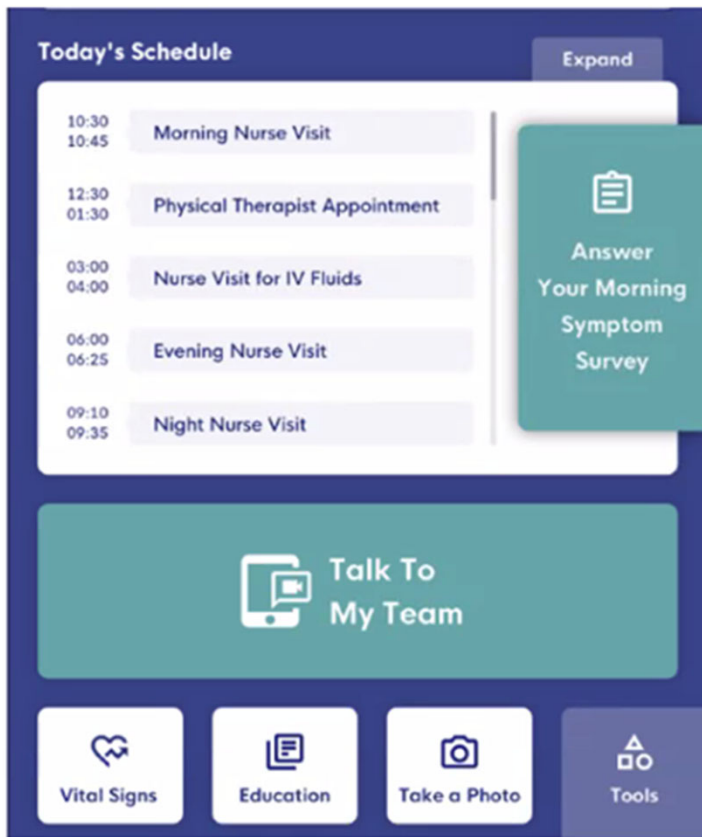 Today's Schedule
Expand
10:30
10:45
Morning Nurse Visit
12:30
01:30
Physical Therapist Appointment
03:00
04:00
Nurse Visit for IV Fluids
06:00
06:25
Evening Nurse Visit
09:10
09:35
Night Nurse Visit
Answer
Your Morning
Symptom
Survey
Talk To
My Team
Vital Signs
Education
Take a Photo
Tools